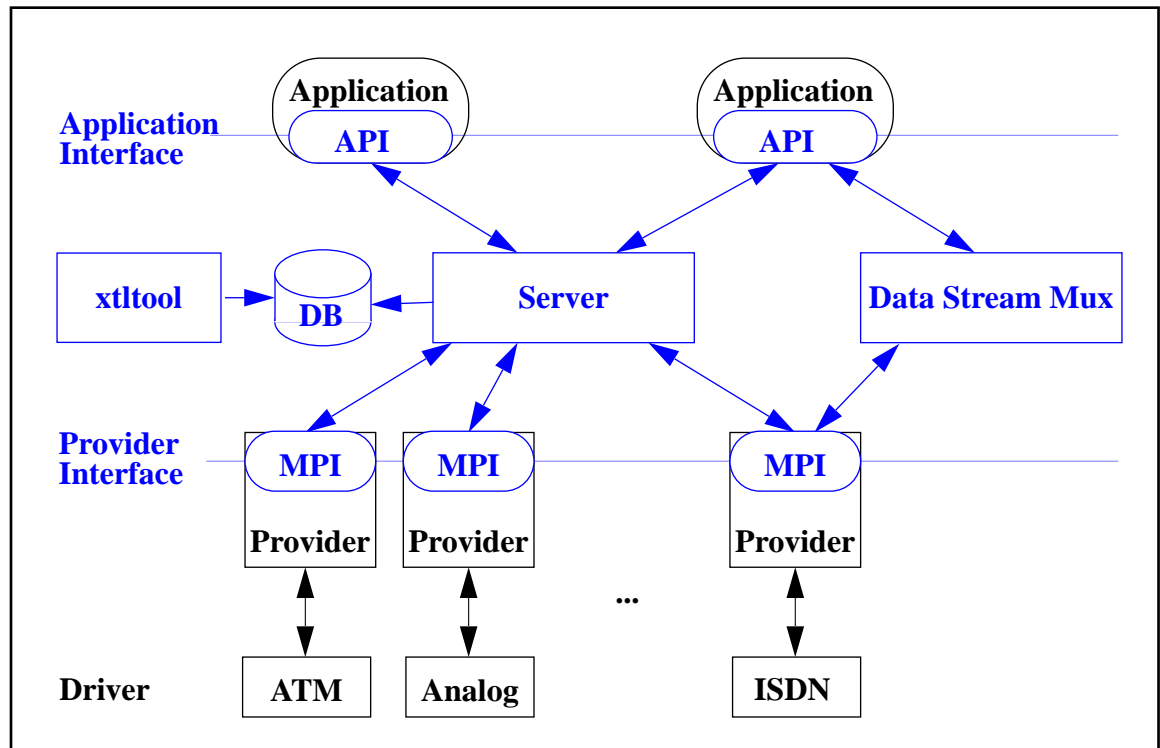 Application
Application
Application
Interface
API
API
xtltool
DB
Server
Data Stream Mux
Provider
Interface
MPI
MPI
MPI
Provider
Provider
Provider
...
Driver
ATM
Analog
ISDN